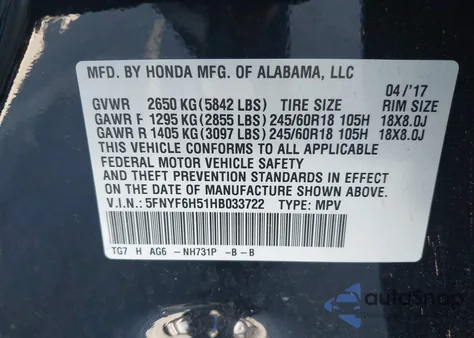 MFD. BY HONDA MFG. OF ALABAMA, LLC
04/'17
GVWR 2650 KG (5842 LBS) TIRE SIZE RIM SIZE
GAWR F 1295 KG (2855 LBS) 245/60R18 105H 18X8.0J
GAWR R 1405 KG (3097 LBS) 245/60R18 105H 18X8.0J
THIS VEHICLE CONFORMS TO ALL APPLICABLE
FEDERAL MOTOR VEHICLE SAFETY
AND THEFT PREVENTION STANDARDS IN EFFECT ON THE
DATE OF MANUFACTURE SHOWN ABOVE.
V.I.N.: 5FNYF6H51HB033722 TYPE: MPV
TG7 H AG6 -NH731P -B -B
autoSnap